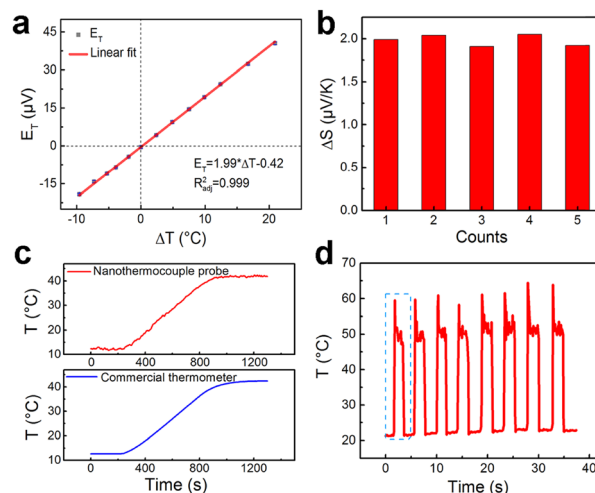 a
E_T
Linear fit
E_T=1.99*ΔT-0.42
R²_adj=0.999
45
30
15
0
-15
E_T (µV)
-10
0
10
20
ΔT (°C)
b
2.0
1.5
1.0
0.5
0.0
ΔS (µV/K)
1
2
3
4
5
Counts
c
Nanothermocouple probe
40
30
20
10
T (°C)
0
400
800
1200
Commercial thermometer
40
30
20
10
T (°C)
0
400
800
1200
Time (s)
d
70
60
50
40
30
20
T (°C)
0
10
20
30
40
Time (s)